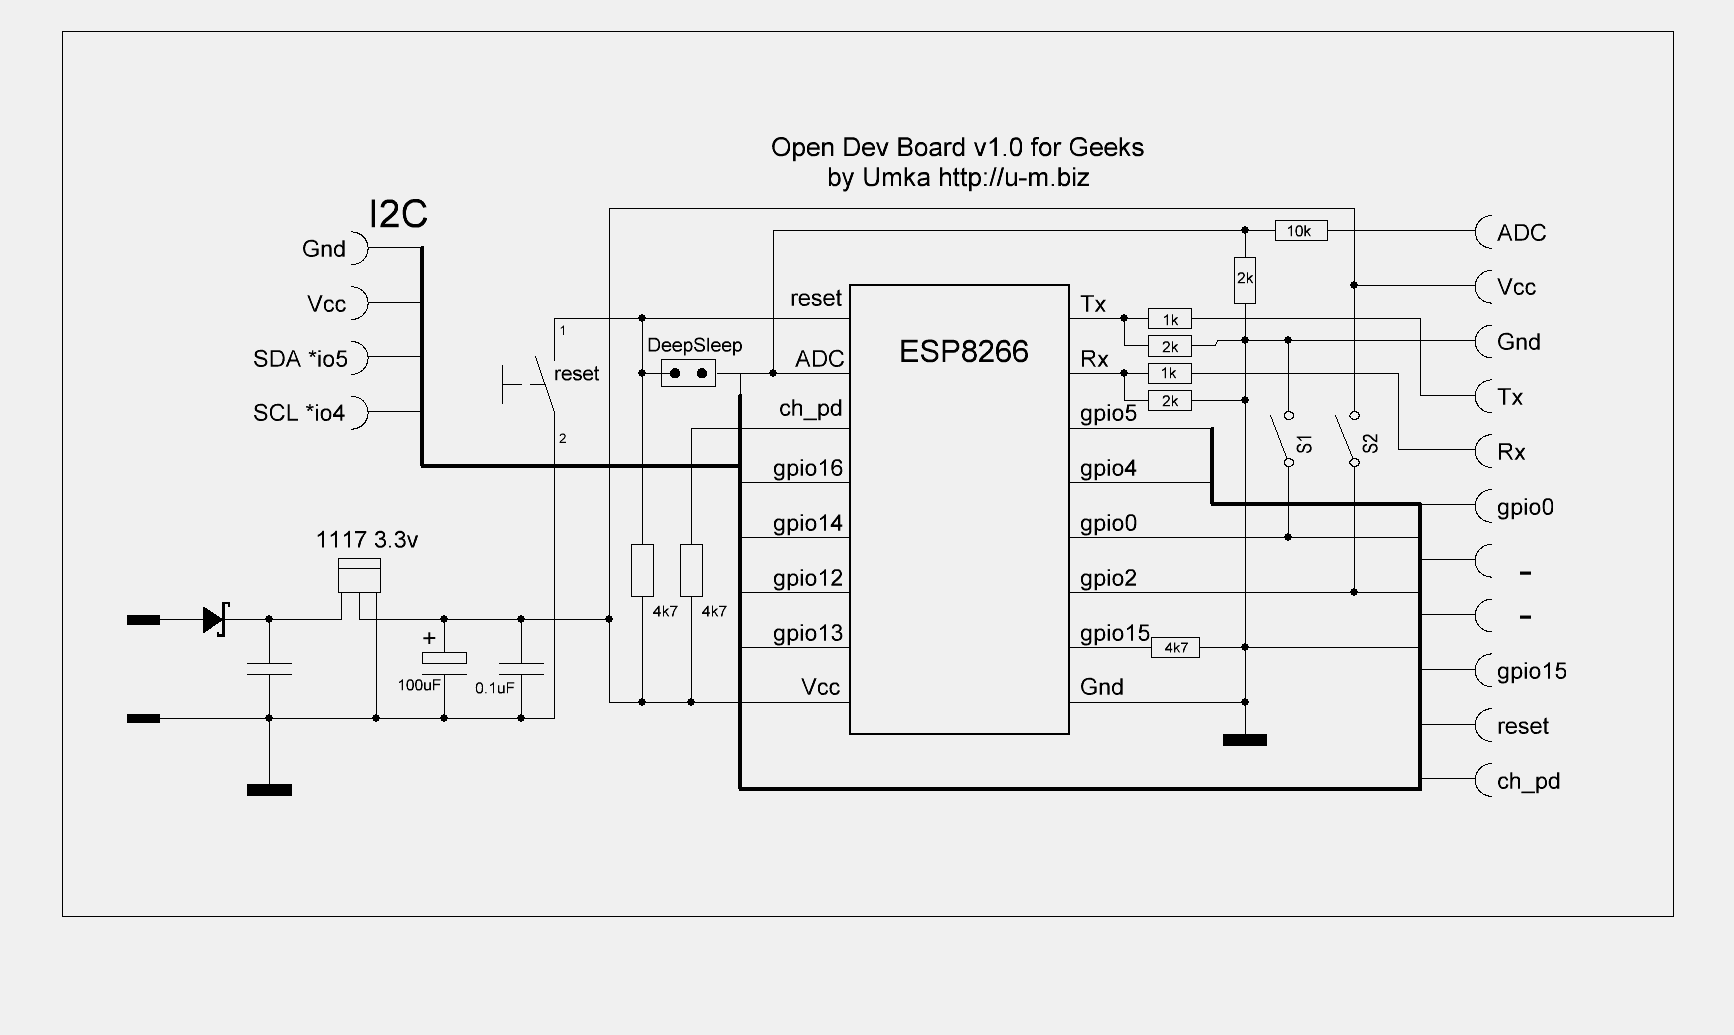 Open Dev Board v1.0 for Geeks
by Umka http://u-m.biz
I2C
Gnd
Vcc
SDA *io5
SCL *io4
1
reset
2
DeepSleep
4k7
4k7
1117 3.3v
+
100uF
0.1uF
ESP8266
reset
ADC
ch_pd
gpio16
gpio14
gpio12
gpio13
Vcc
Tx
Rx
gpio5
gpio4
gpio0
gpio2
gpio15
Gnd
10k
2k
1k
2k
1k
2k
4k7
S1
S2
ADC
Vcc
Gnd
Tx
Rx
gpio0
-
-
gpio15
reset
ch_pd